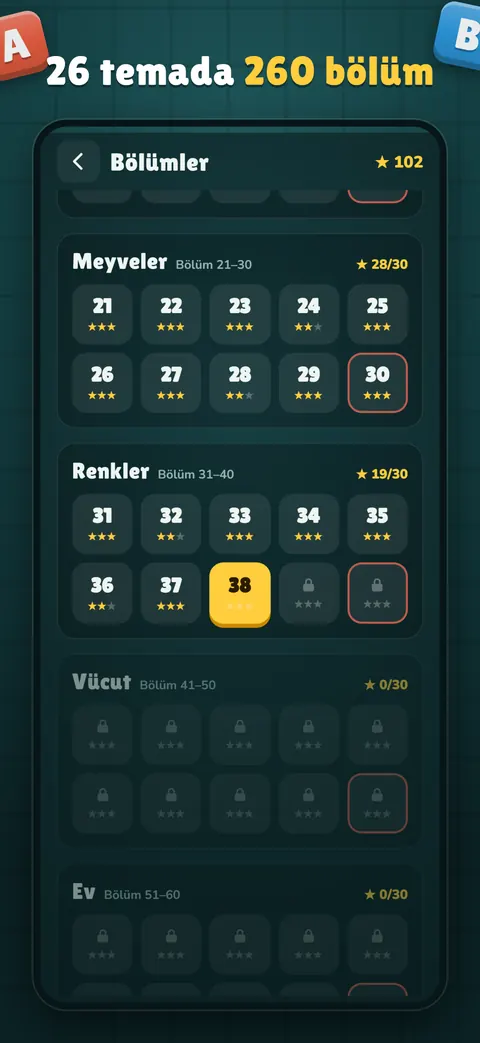 A
B
26 temada 260 bölüm
Bölümler
★ 102
Meyveler Bölüm 21–30 ★ 28/30
21 22 23 24 25
26 27 28 29 30
Renkler Bölüm 31–40 ★ 19/30
31 32 33 34 35
36 37 38
Vücut Bölüm 41–50 ★ 0/30
Ev Bölüm 51–60 ★ 0/30